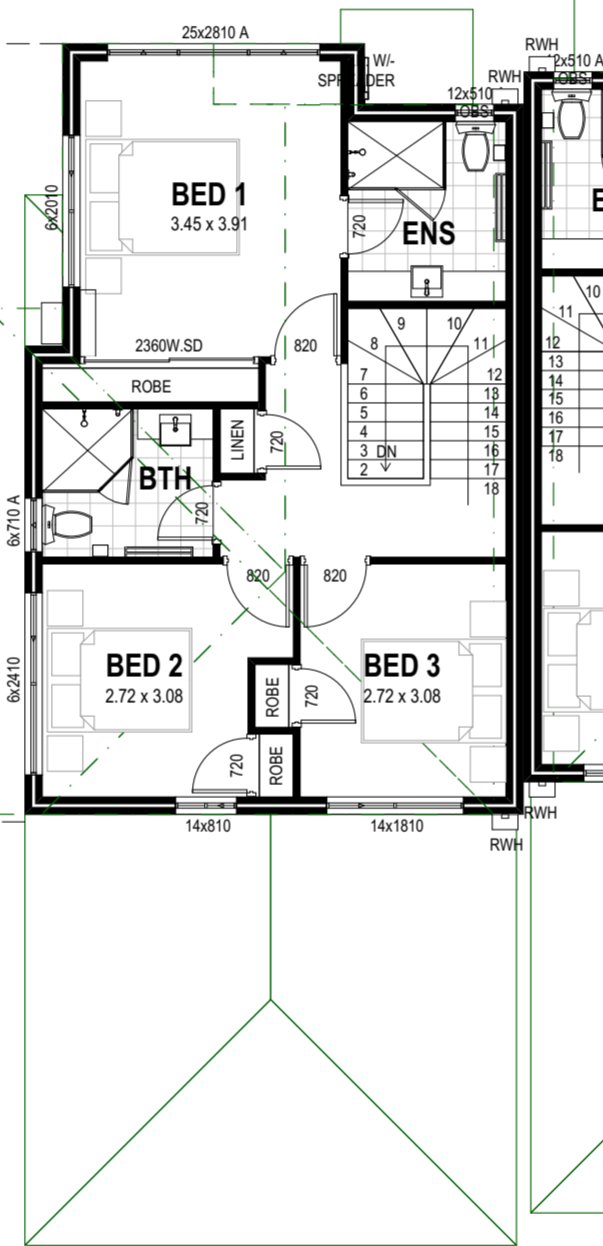 25x2810 A
RWH
W/-
SPREADER
RWH
12x510 A
12x510
OBS
OBS
BED 1
3.45 x 3.91
6x2010
720
ENS
E
2360W.SD
820
9
10
8
11
10
11
ROBE
7
6
5
4
3
2
DN
12
13
14
15
16
17
18
12
13
14
15
16
17
18
LINEN
720
BTH
720
6x710 A
820
820
BED 2
2.72 x 3.08
BED 3
2.72 x 3.08
6x2410
ROBE
720
720
ROBE
14x810
14x1810
RWH
RWH